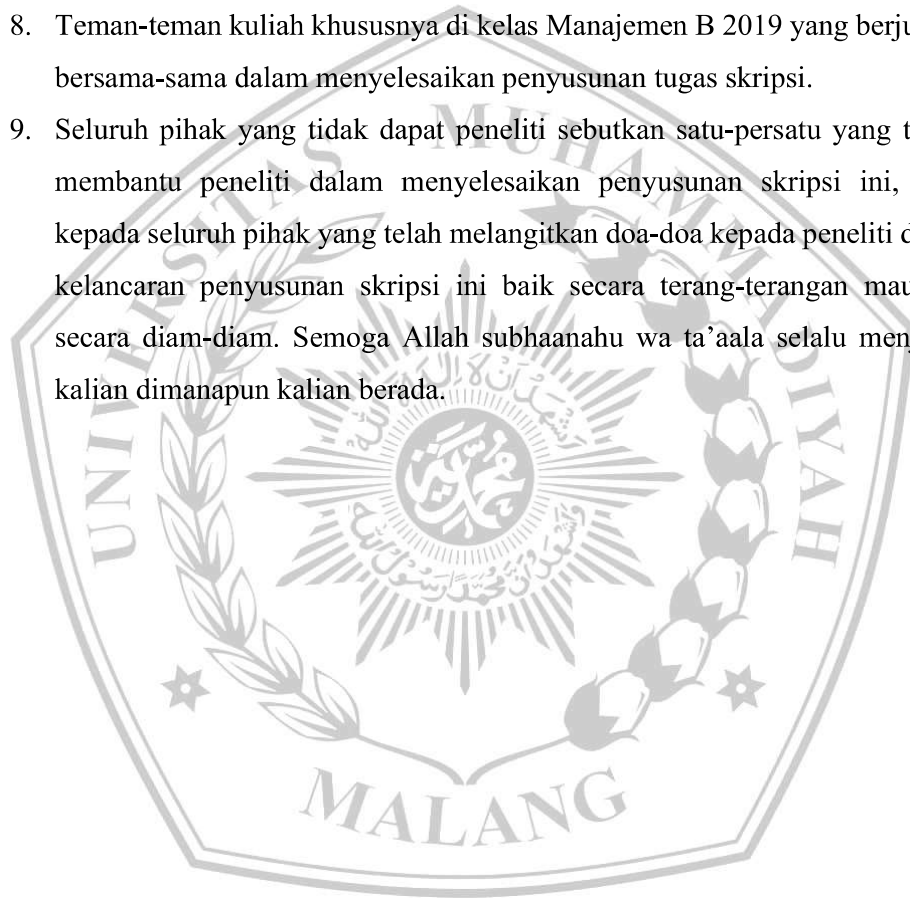 8. Teman-teman kuliah khususnya di kelas Manajemen B 2019 yang berju
bersama-sama dalam menyelesaikan penyusunan tugas skripsi.
9. Seluruh pihak yang tidak dapat peneliti sebutkan satu-persatu yang t
membantu peneliti dalam menyelesaikan penyusunan skripsi ini,
kepada seluruh pihak yang telah melangitkan doa-doa kepada peneliti d
kelancaran penyusunan skripsi ini baik secara terang-terangan mau
secara diam-diam. Semoga Allah subhaanahu wa ta’aala selalu men
kalian dimanapun kalian berada.
UNIVERSITAS MUHAMMADIYAH
MALANG